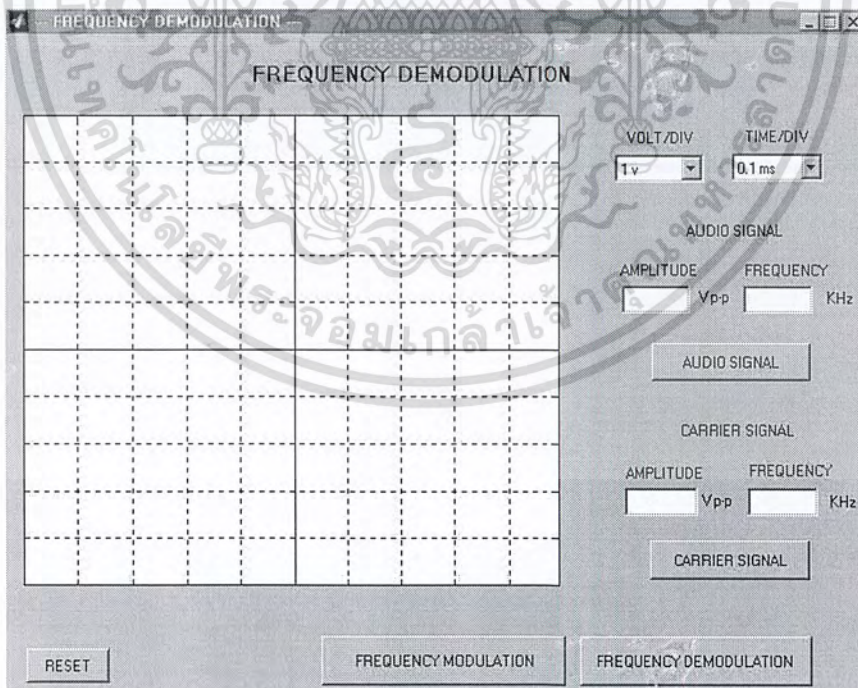 --- FREQUENCY DEMODULATION ---
FREQUENCY DEMODULATION
VOLT/DIV TIME/DIV
1 v 0.1 ms
AUDIO SIGNAL
AMPLITUDE FREQUENCY
Vp-p KHz
AUDIO SIGNAL
CARRIER SIGNAL
AMPLITUDE FREQUENCY
Vp-p KHz
CARRIER SIGNAL
RESET FREQUENCY MODULATION FREQUENCY DEMODULATION